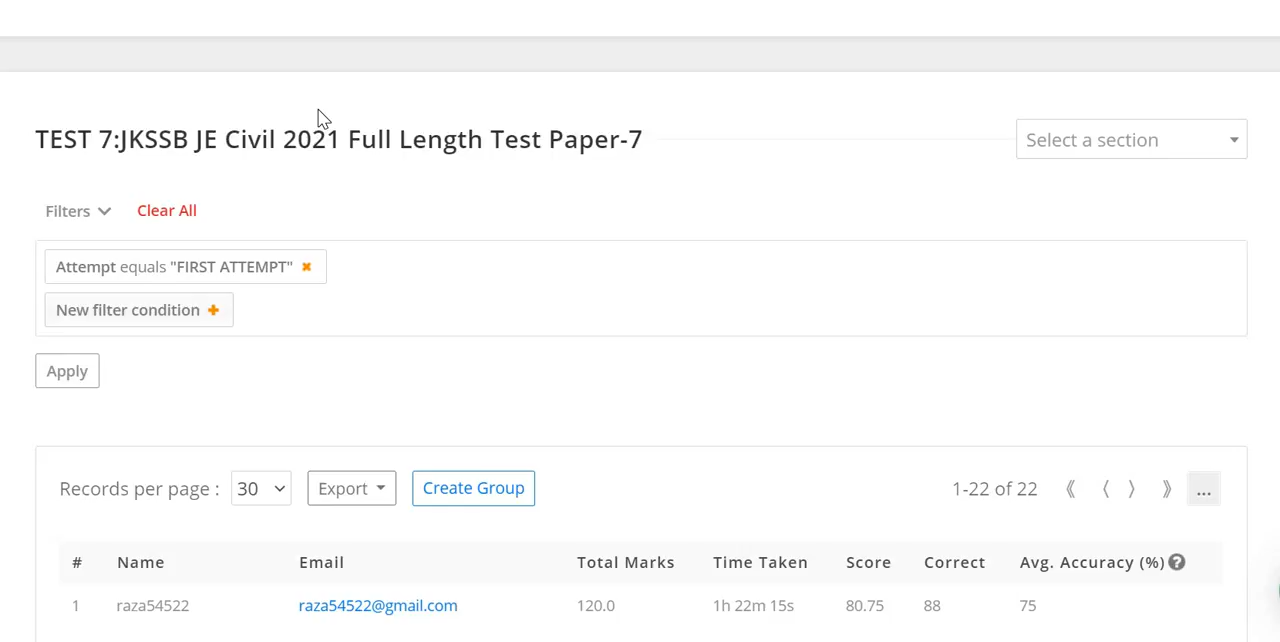 TEST 7:JKSSB JE Civil 2021 Full Length Test Paper-7
Select a section
Filters
Clear All
Attempt equals "FIRST ATTEMPT"
New filter condition
Apply
Records per page : 30 Export Create Group 1-22 of 22 ...
# Name Email Total Marks Time Taken Score Correct Avg. Accuracy (%)
1 raza54522 raza54522@gmail.com 120.0 1h 22m 15s 80.75 88 75